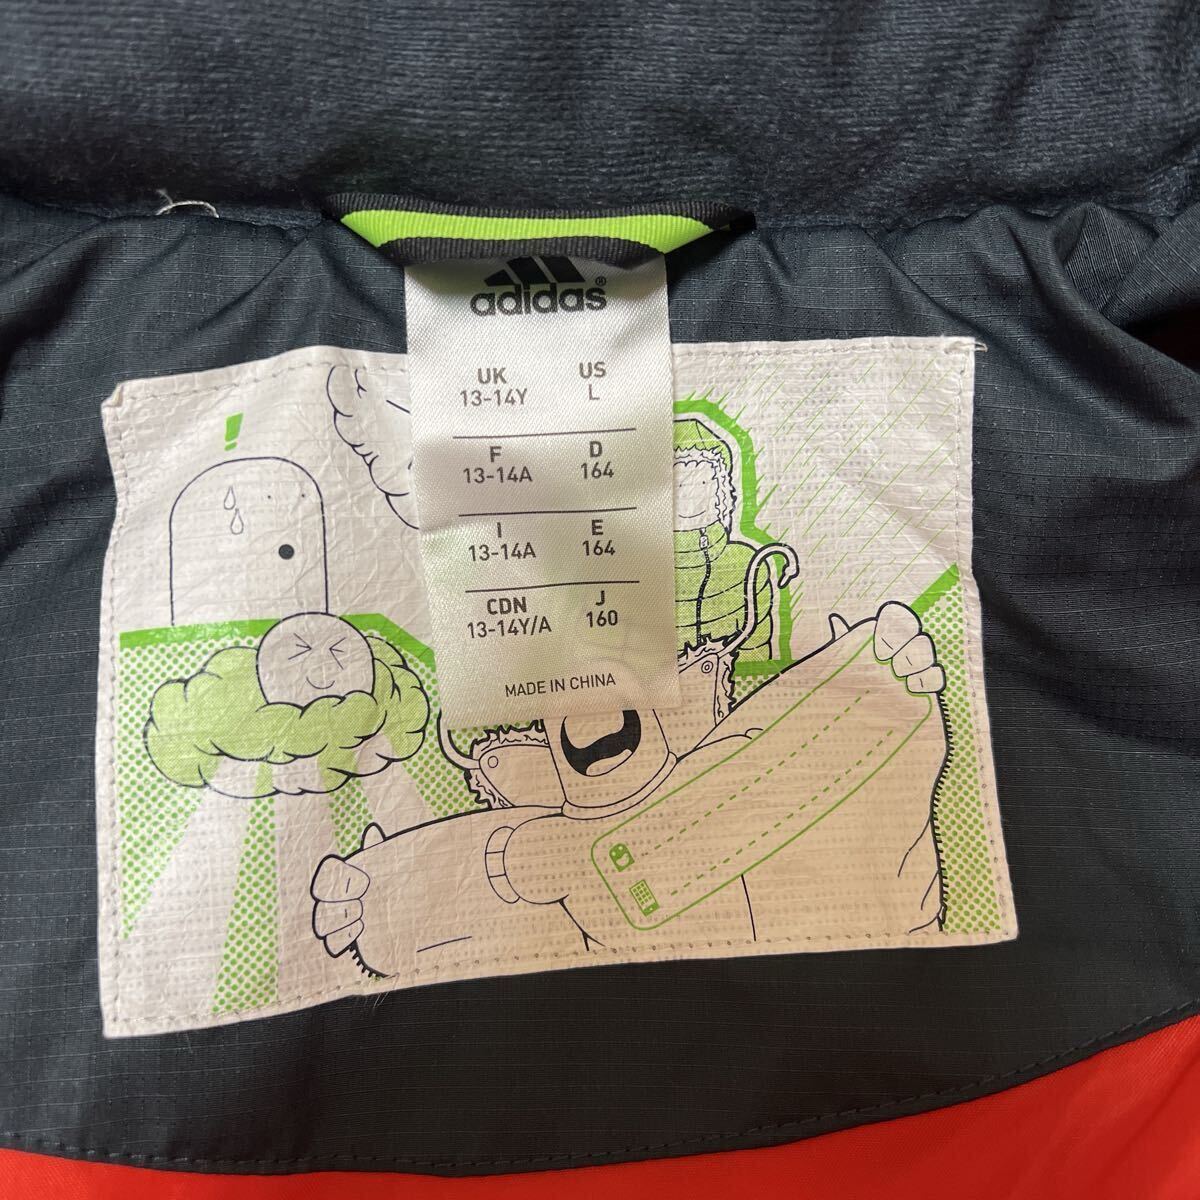 adidas®
UK US
13-14Y L
F D
13-14A 164
I E
13-14A 164
CDN J
13-14Y/A 160
MADE IN CHINA
!